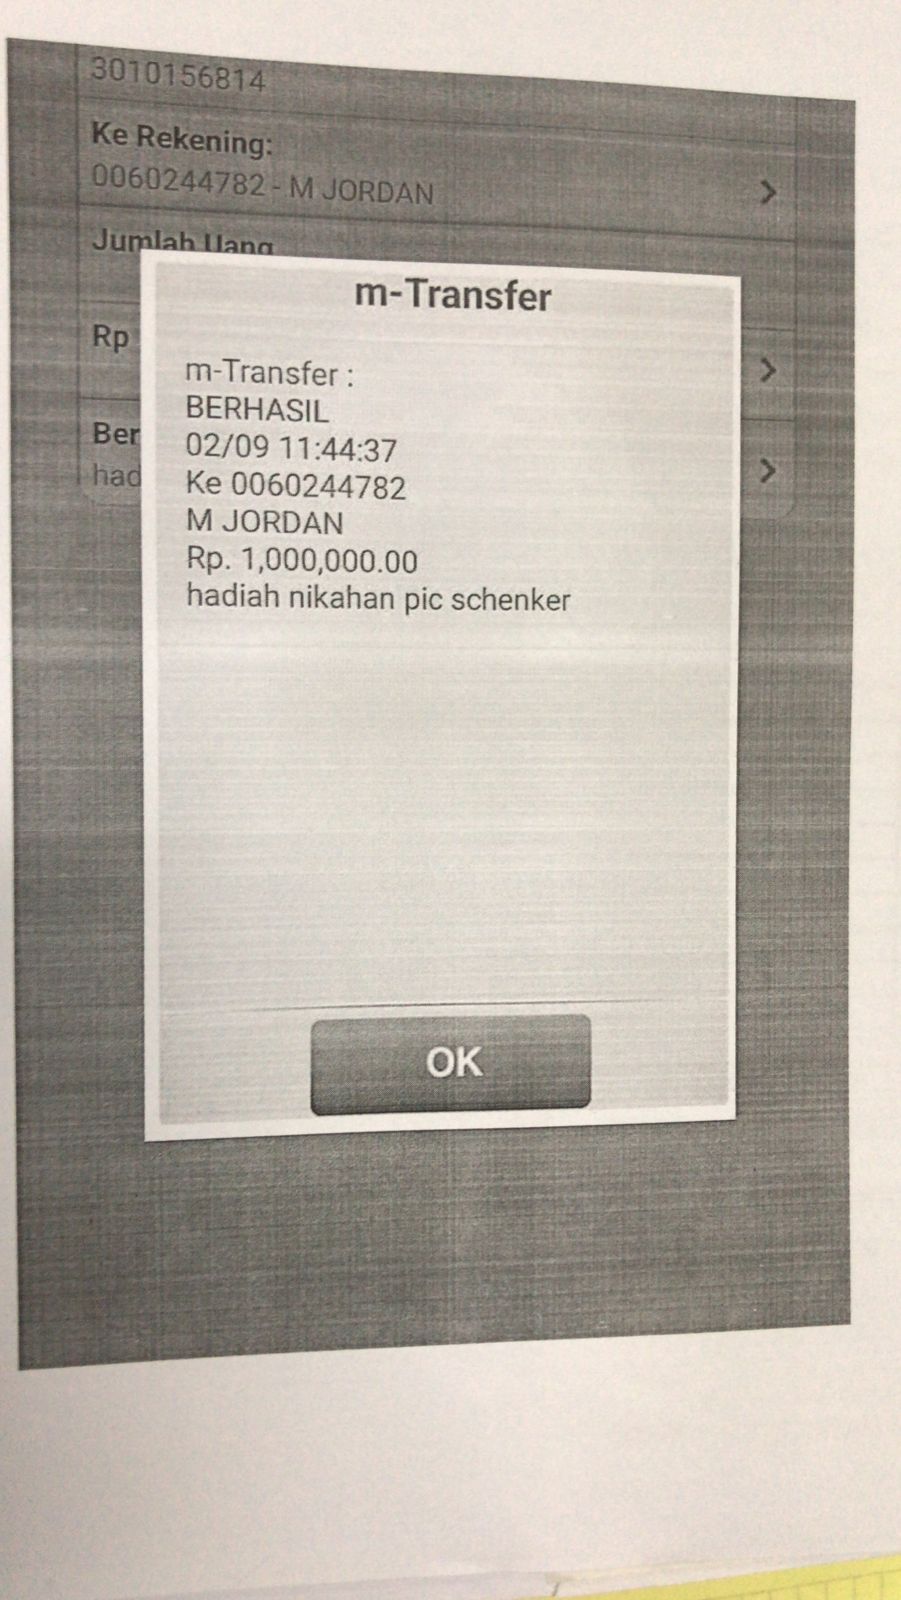 3010156814
Ke Rekening:
0060244782 - M JORDAN
Jumlah Uang
m-Transfer
Rp
m-Transfer :
BERHASIL
Ber
02/09 11:44:37
had
Ke 0060244782
M JORDAN
Rp. 1,000,000.00
hadiah nikahan pic schenker
OK